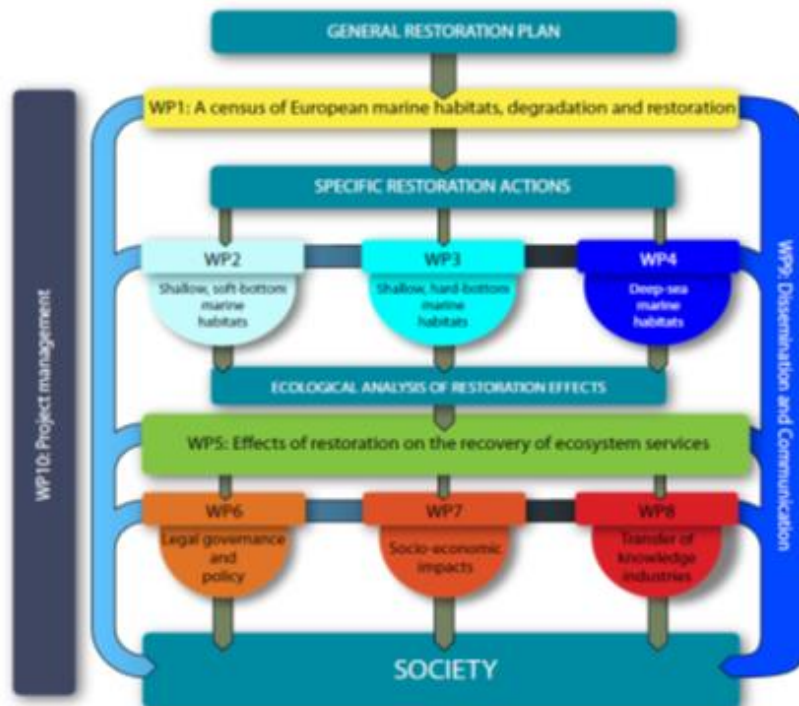 GENERAL RESTORATION PLAN
WP1: A census of European marine habitats, degradation and restoration
SPECIFIC RESTORATION ACTIONS
WP2
Shallow, soft-bottom
marine
habitats
WP3
Shallow, hard-bottom
marine
habitats
WP4
Deep-sea
marine
habitats
ECOLOGICAL ANALYSIS OF RESTORATION EFFECTS
WP5: Effects of restoration on the recovery of ecosystem services
WP6
Legal governance
and
policy
WP7
Socio-economic
impacts
WP8
Transfer of
knowledge
industries
SOCIETY
WP10: Project management
WP9: Dissemination and Communication